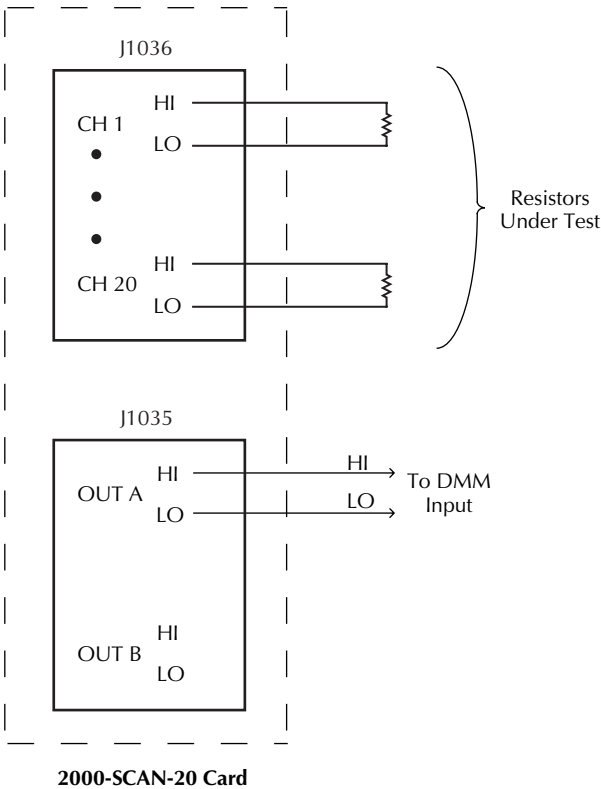 J1036
HI
CH 1
LO
HI
CH 20
LO
Resistors
Under Test
J1035
HI
OUT A
LO
HI
LO
To DMM
Input
HI
OUT B
LO
2000-SCAN-20 Card